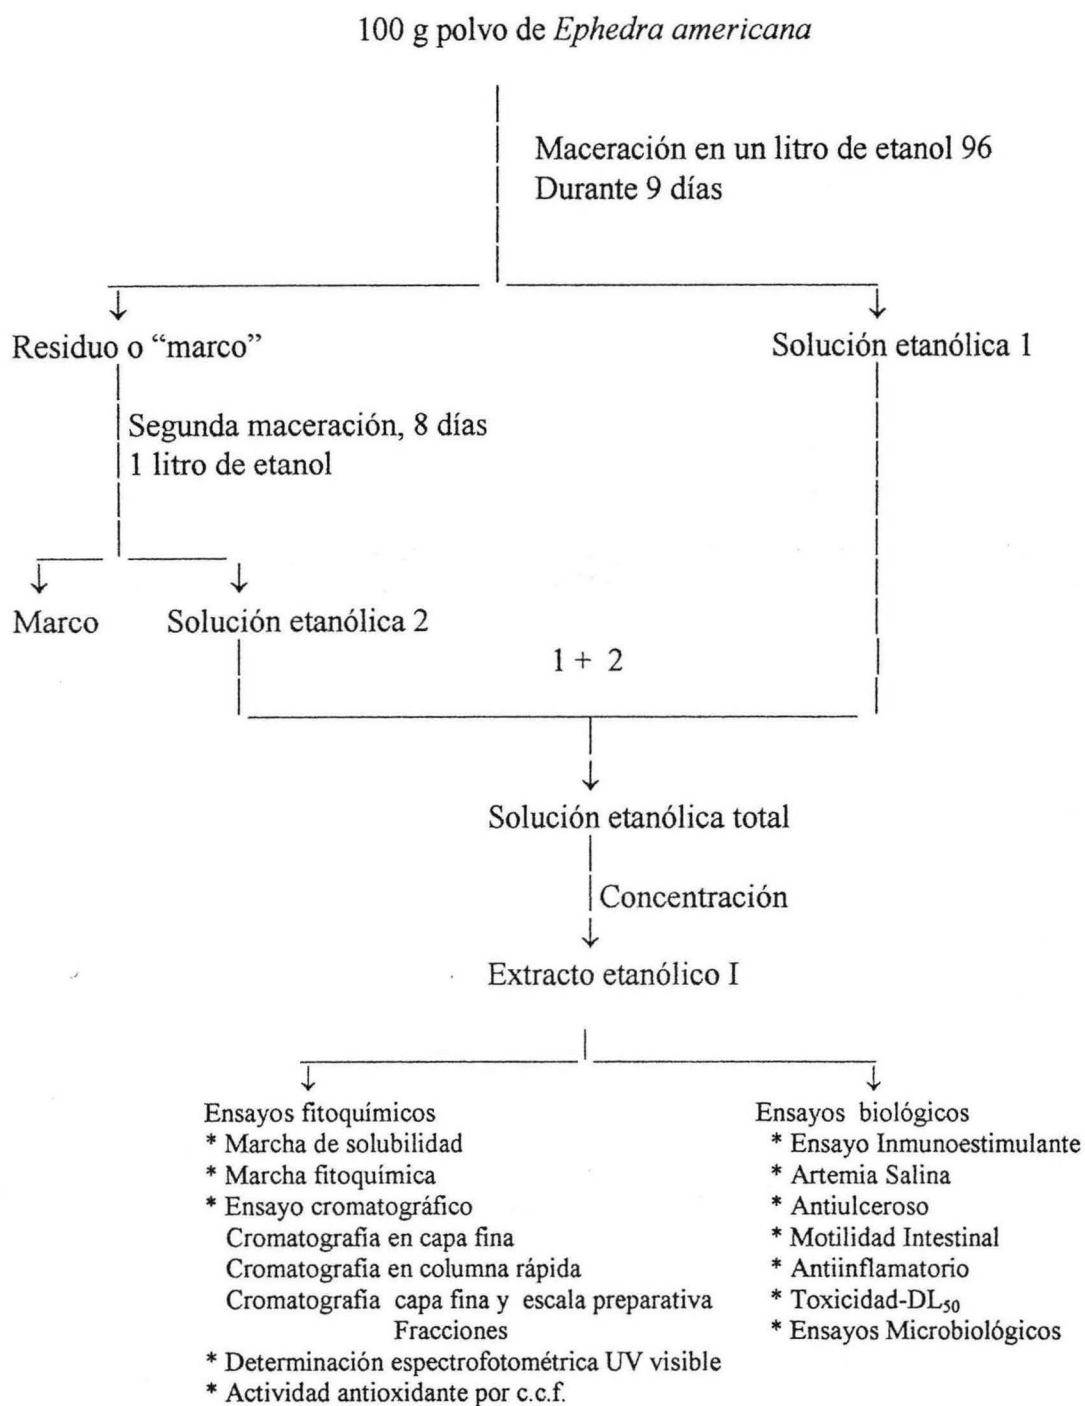 100 g polvo de Ephedra americana
Maceración en un litro de etanol 96
Durante 9 días
Residuo o “marco”
Solución etanólica 1
Segunda maceración, 8 días
1 litro de etanol
Marco
Solución etanólica 2
1 + 2
Solución etanólica total
Concentración
Extracto etanólico I
Ensayos fitoquímicos
* Marcha de solubilidad
* Marcha fitoquímica
* Ensayo cromatográfico
Cromatografía en capa fina
Cromatografía en columna rápida
Cromatografía capa fina y escala preparativa
Fracciones
* Determinación espectrofotométrica UV visible
* Actividad antioxidante por c.c.f.
Ensayos biológicos
* Ensayo Inmunoestimulante
* Artemia Salina
* Antiulceroso
* Motilidad Intestinal
* Antiinflamatorio
* Toxicidad-DL50
* Ensayos Microbiológicos